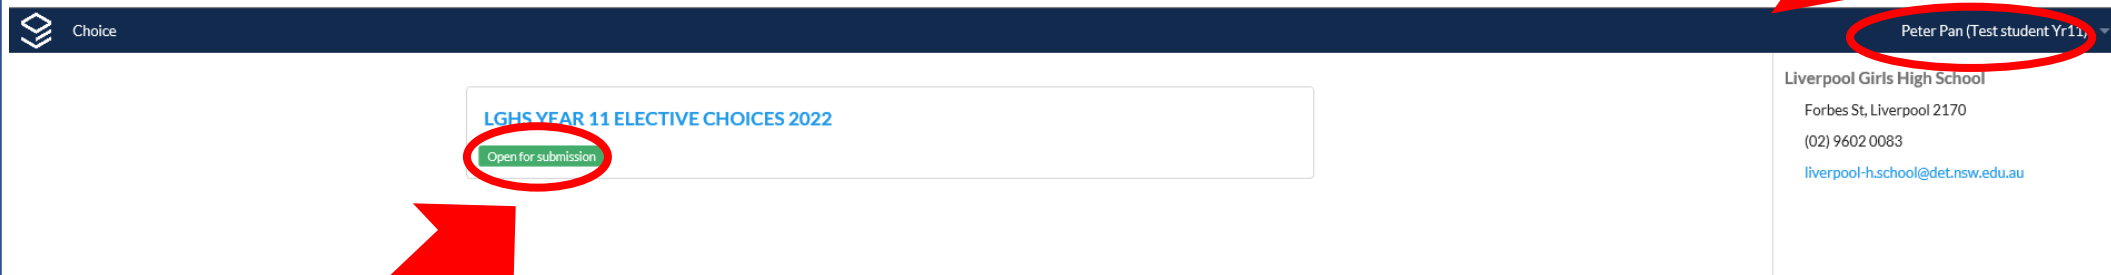 Choice
Peter Pan (Test student Yr11)
LGHS YEAR 11 ELECTIVE CHOICES 2022
Open for submission
Liverpool Girls High School
Forbes St, Liverpool 2170
(02) 9602 0083
liverpool-h.school@det.nsw.edu.au